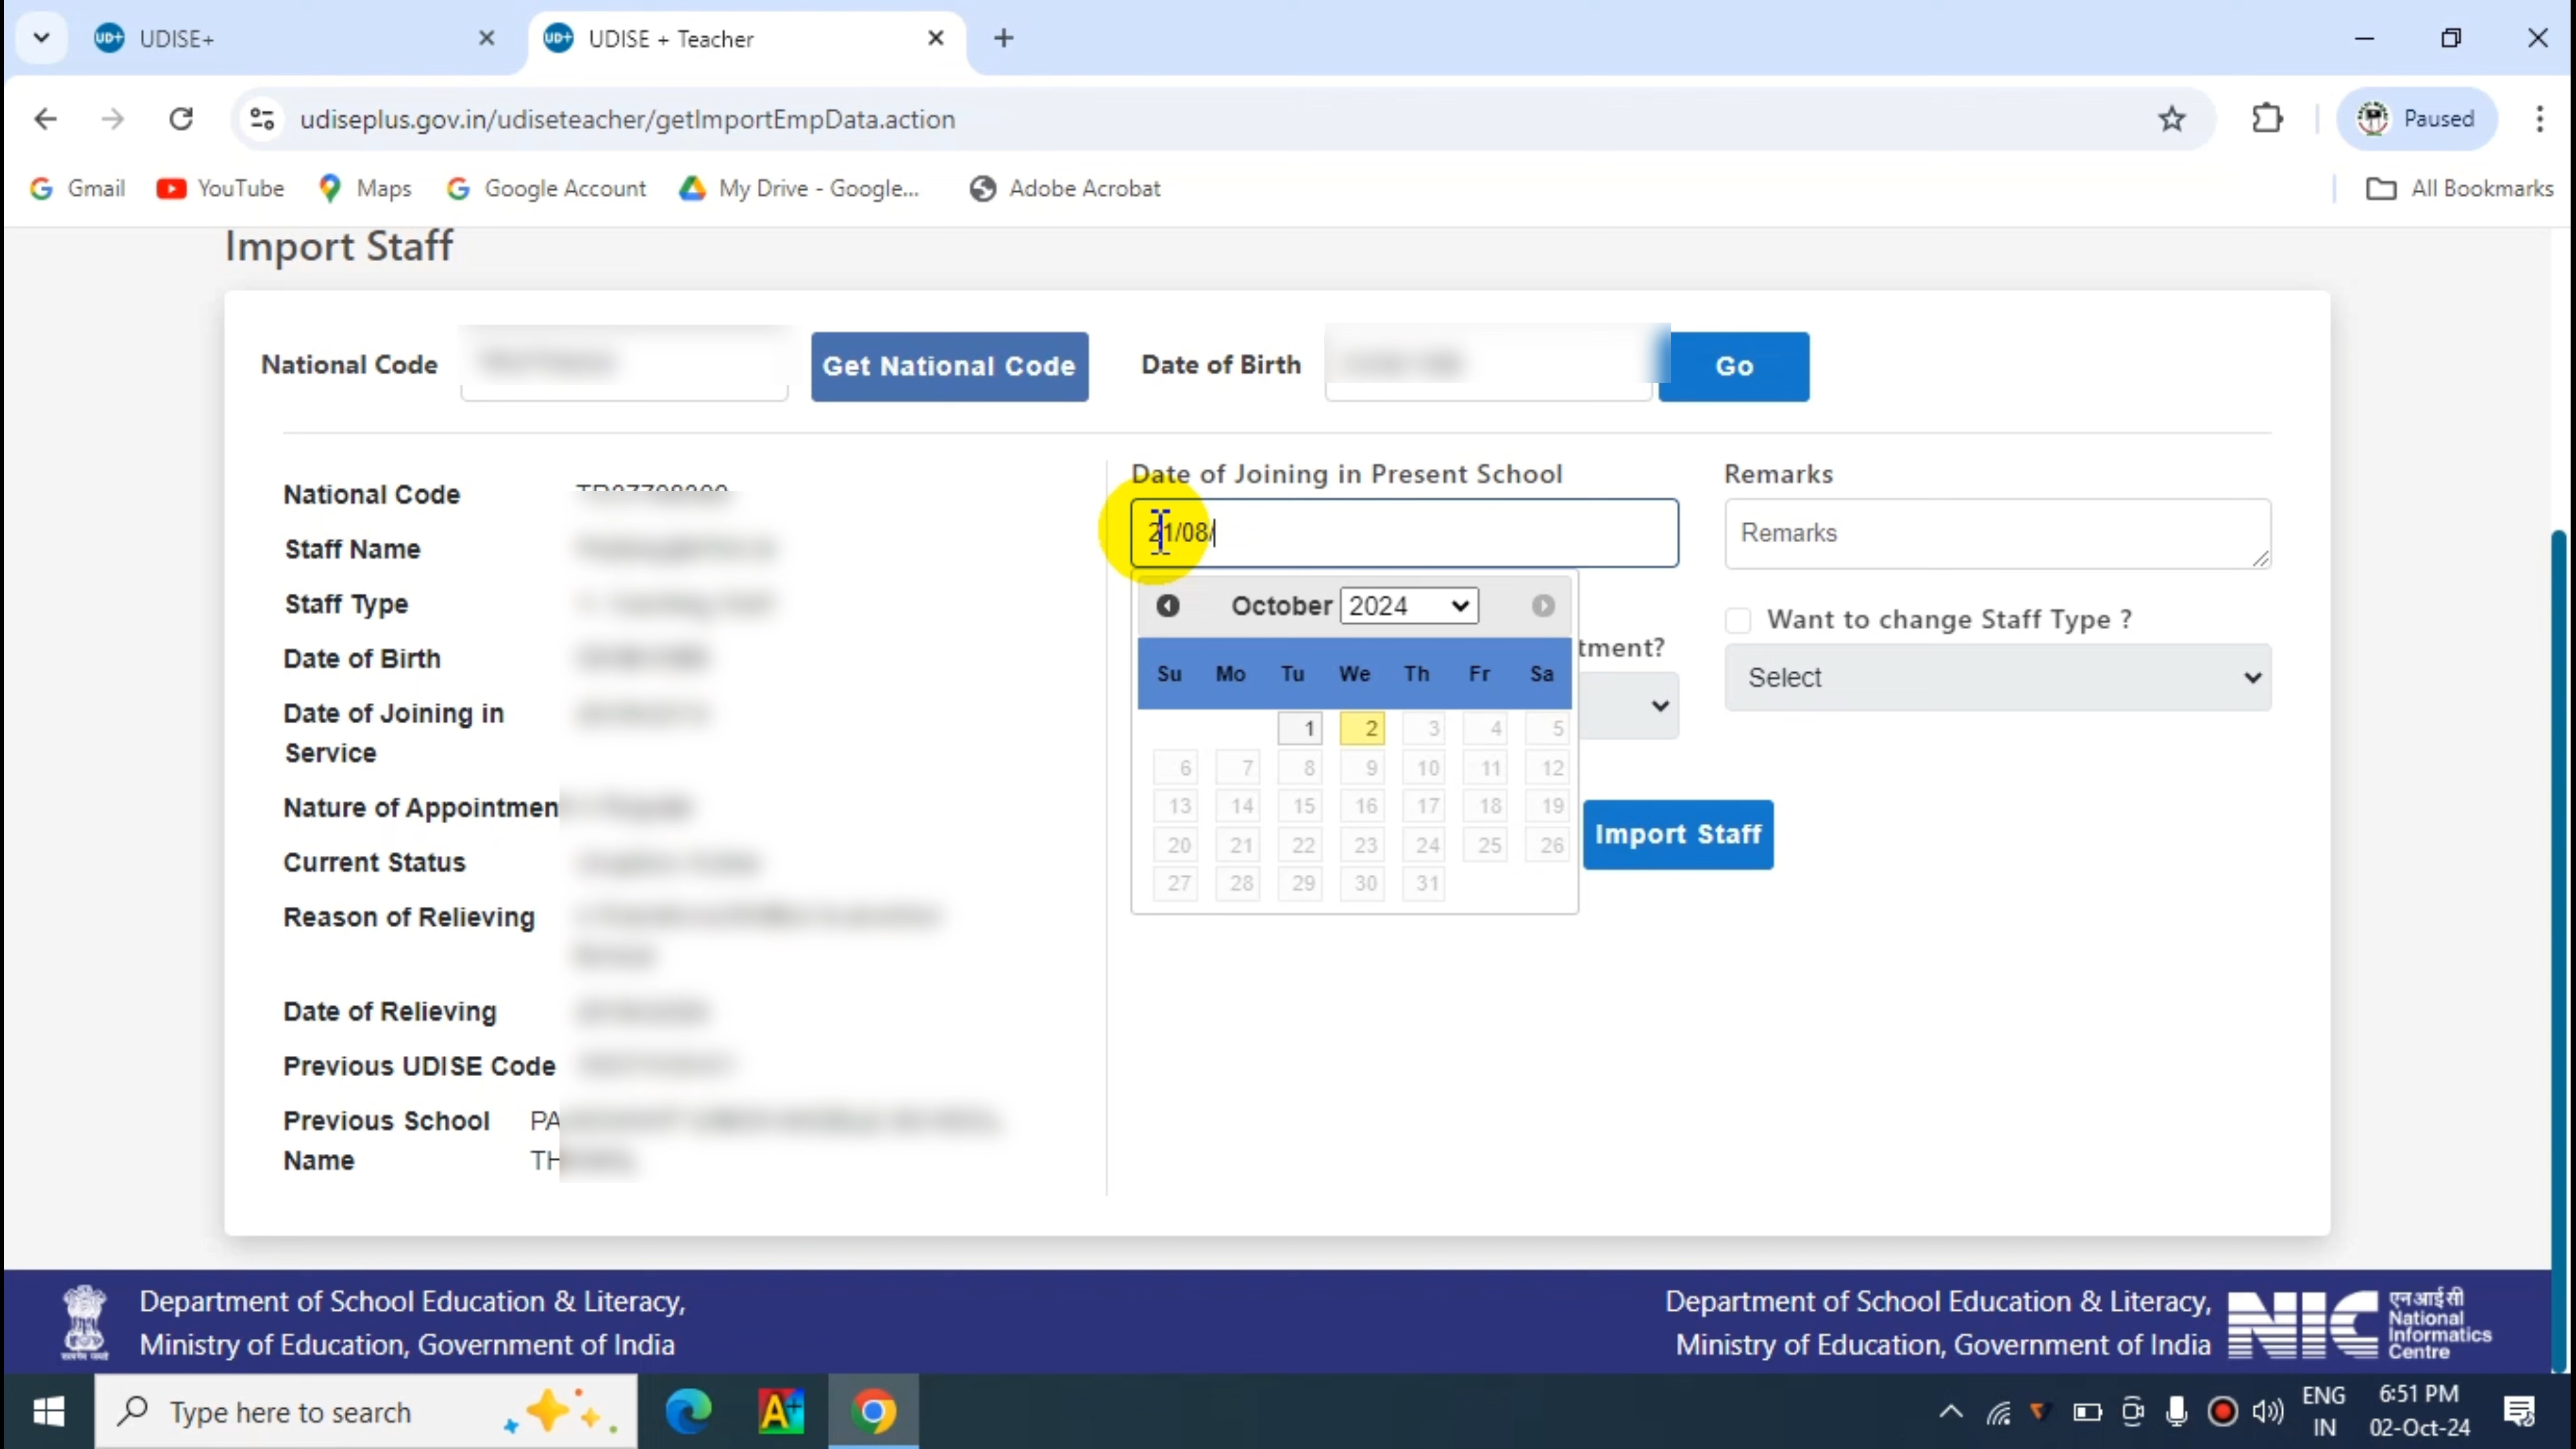 UDISE+
UDISE + Teacher
udiseplus.gov.in/udiseteacher/getImportEmpData.action
Paused
Gmail
YouTube
Maps
Google Account
My Drive - Google...
Adobe Acrobat
All Bookmarks
Import Staff
National Code
Get National Code
Date of Birth
Go
National Code
Staff Name
Staff Type
Date of Birth
Date of Joining in
Service
Nature of Appointmen
Current Status
Reason of Relieving
Date of Relieving
Previous UDISE Code
Previous School PA
Name TH
Date of Joining in Present School
21/08/
October 2024
Su Mo Tu We Th Fr Sa
1 2 3 4 5
6 7 8 9 10 11 12
13 14 15 16 17 18 19
20 21 22 23 24 25 26
27 28 29 30 31
tment?
Remarks
Remarks
Want to change Staff Type ?
Select
Import Staff
Department of School Education & Literacy,
Ministry of Education, Government of India
Department of School Education & Literacy,
Ministry of Education, Government of India
NIC
एन आई सी
National
Informatics
Centre
Type here to search
ENG
IN
6:51 PM
02-Oct-24